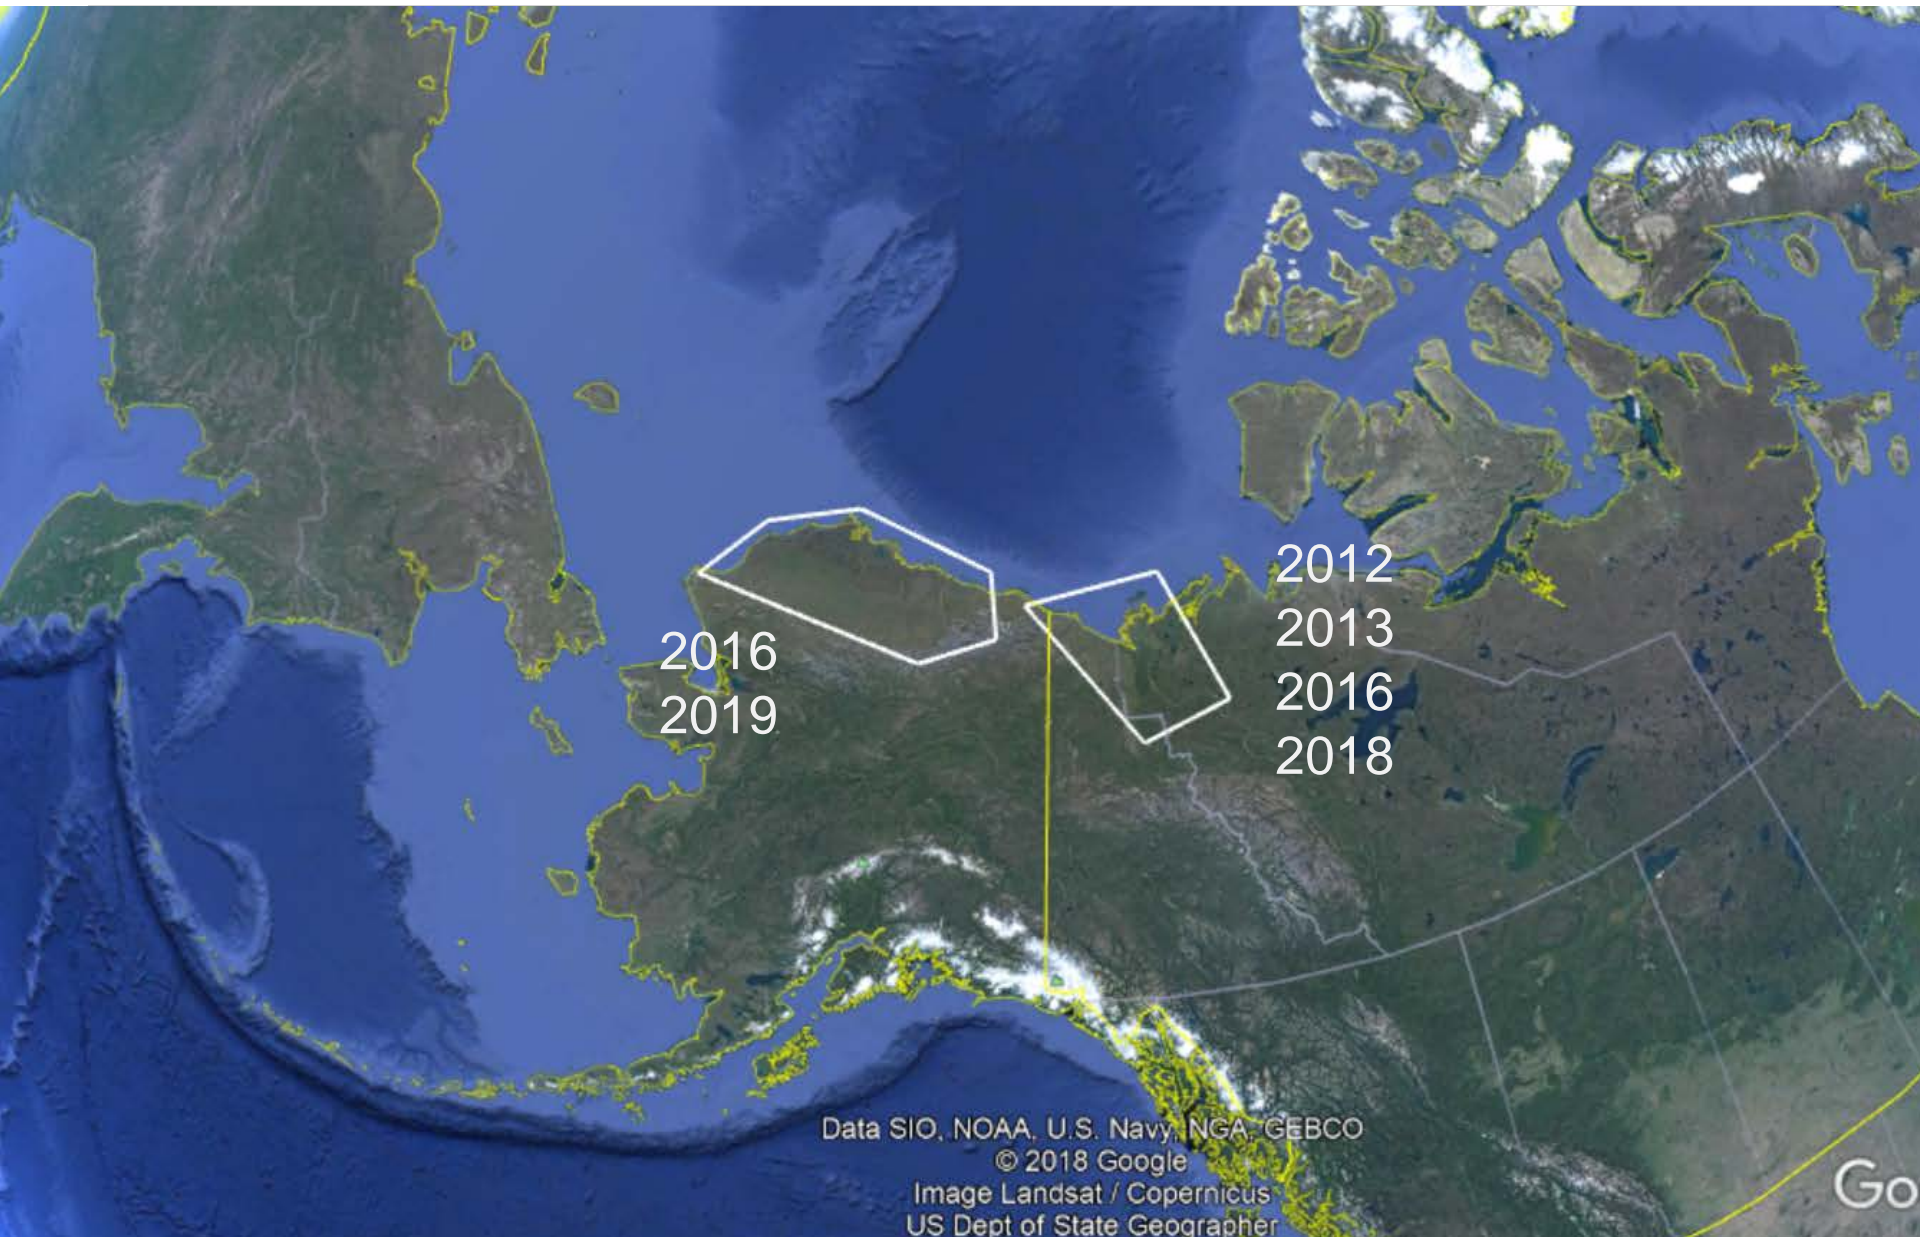 2012
2013
2016
2018
2016
2019
Data SIO, NOAA, U.S. Navy, NGA, GEBCO
© 2018 Google
Image Landsat / Copernicus
US Dept of State Geographer
Go